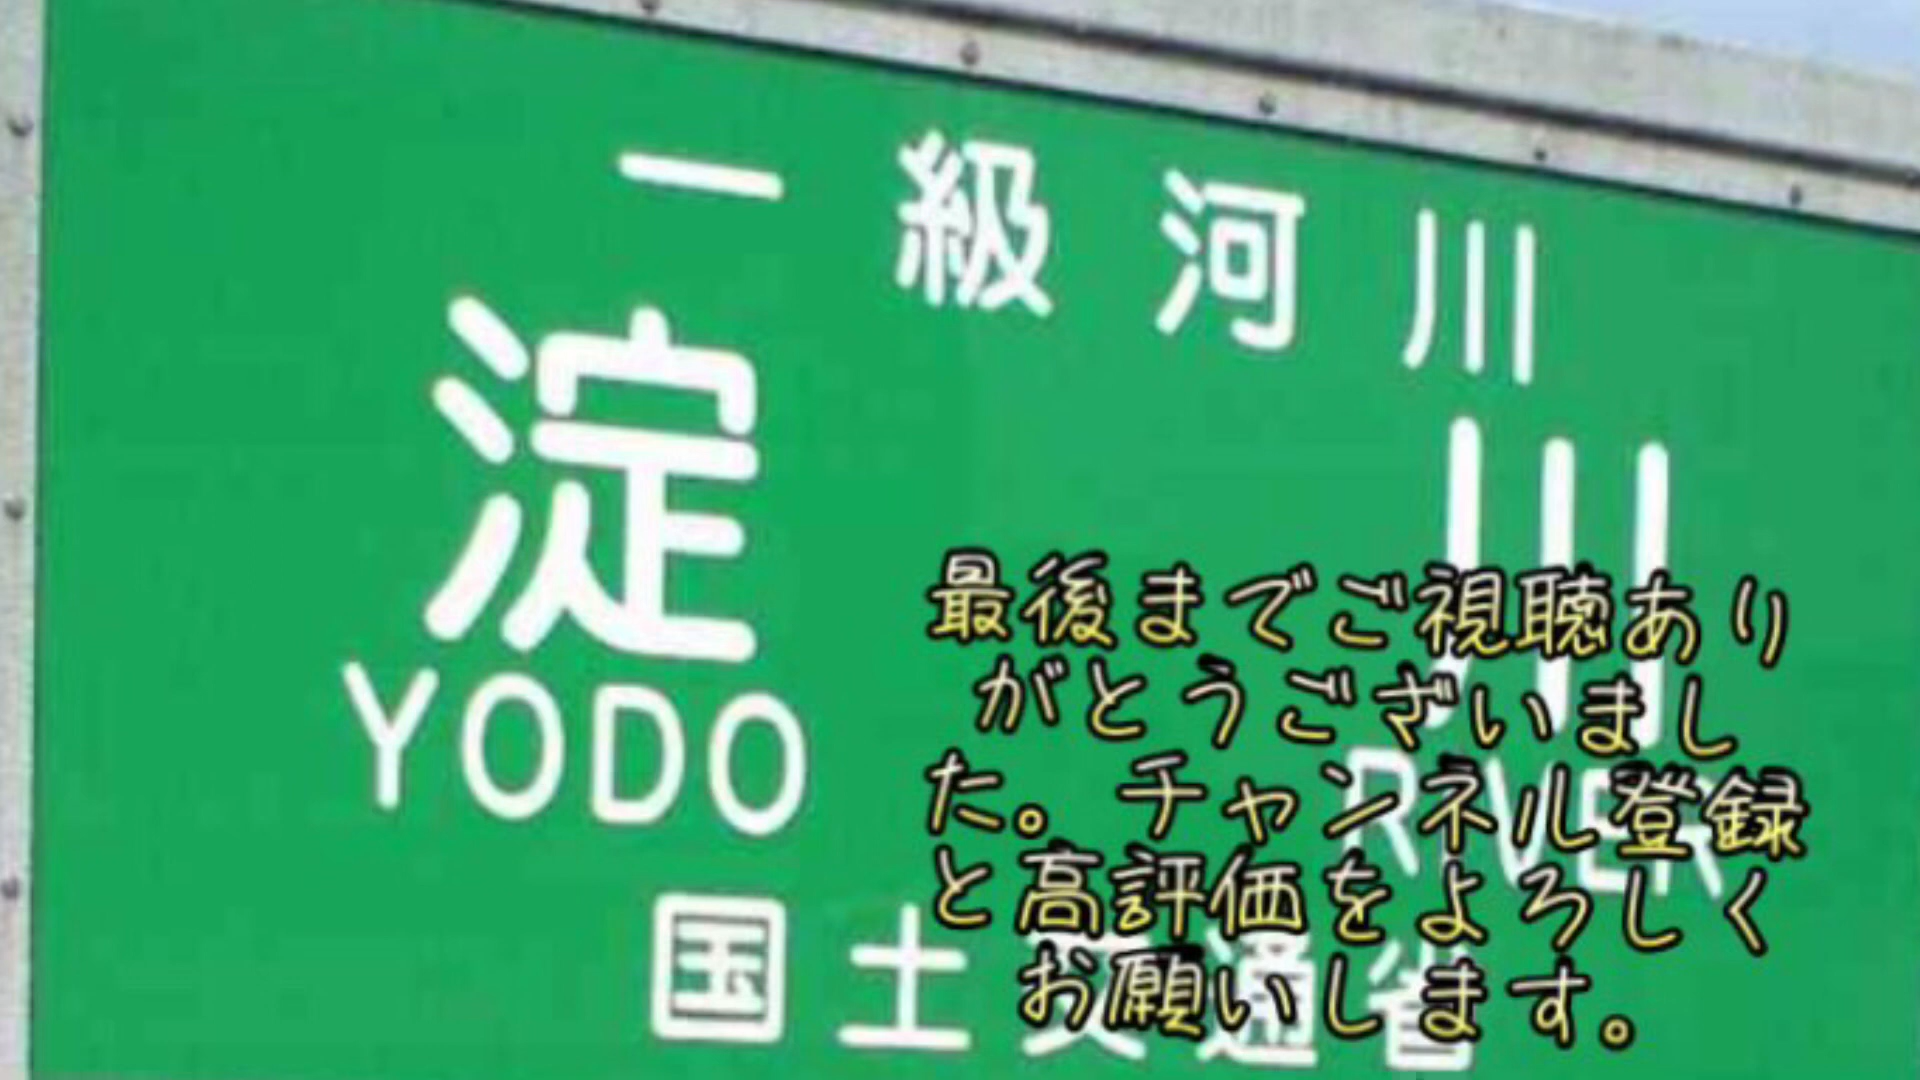 一級河川
淀川
YODO RIVER
国土交通省
最後までご視聴あり
がとうございまし
た。チャンネル登録
と高評価をよろしく
お願いします。